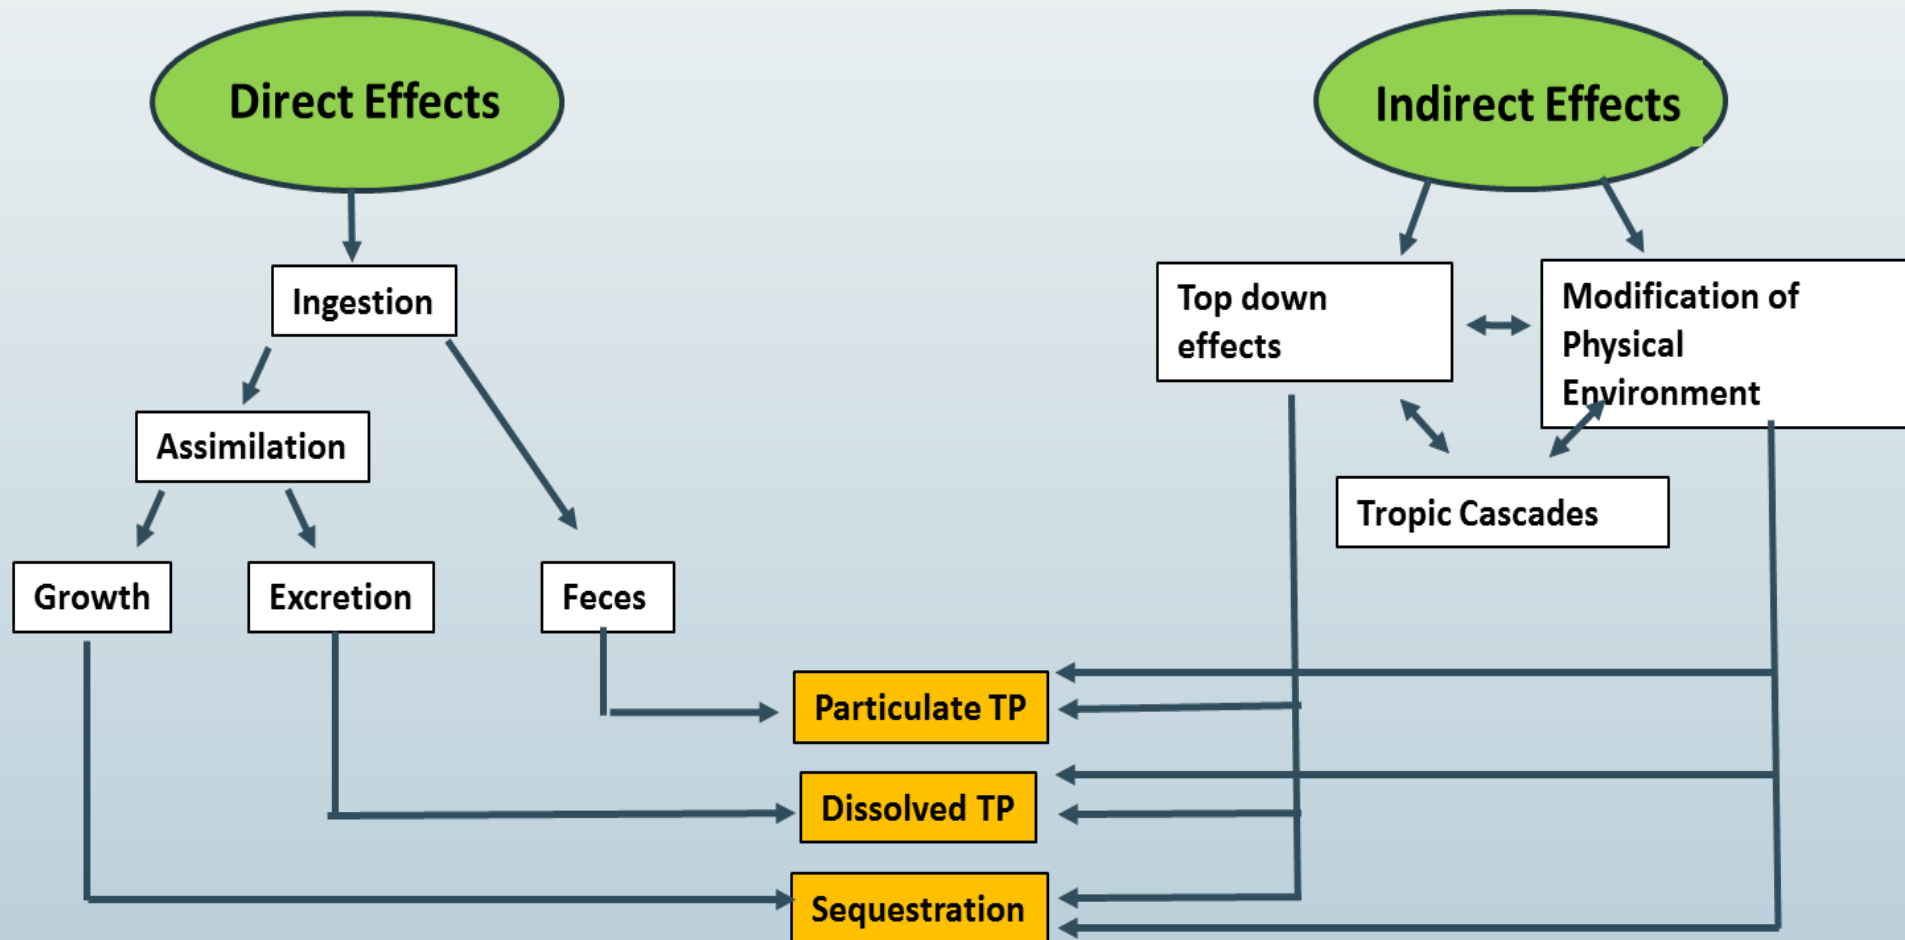 Direct Effects
Indirect Effects
Ingestion
Top down
effects
Modification of
Physical
Environment
Assimilation
Tropic Cascades
Growth
Excretion
Feces
Particulate TP
Dissolved TP
Sequestration